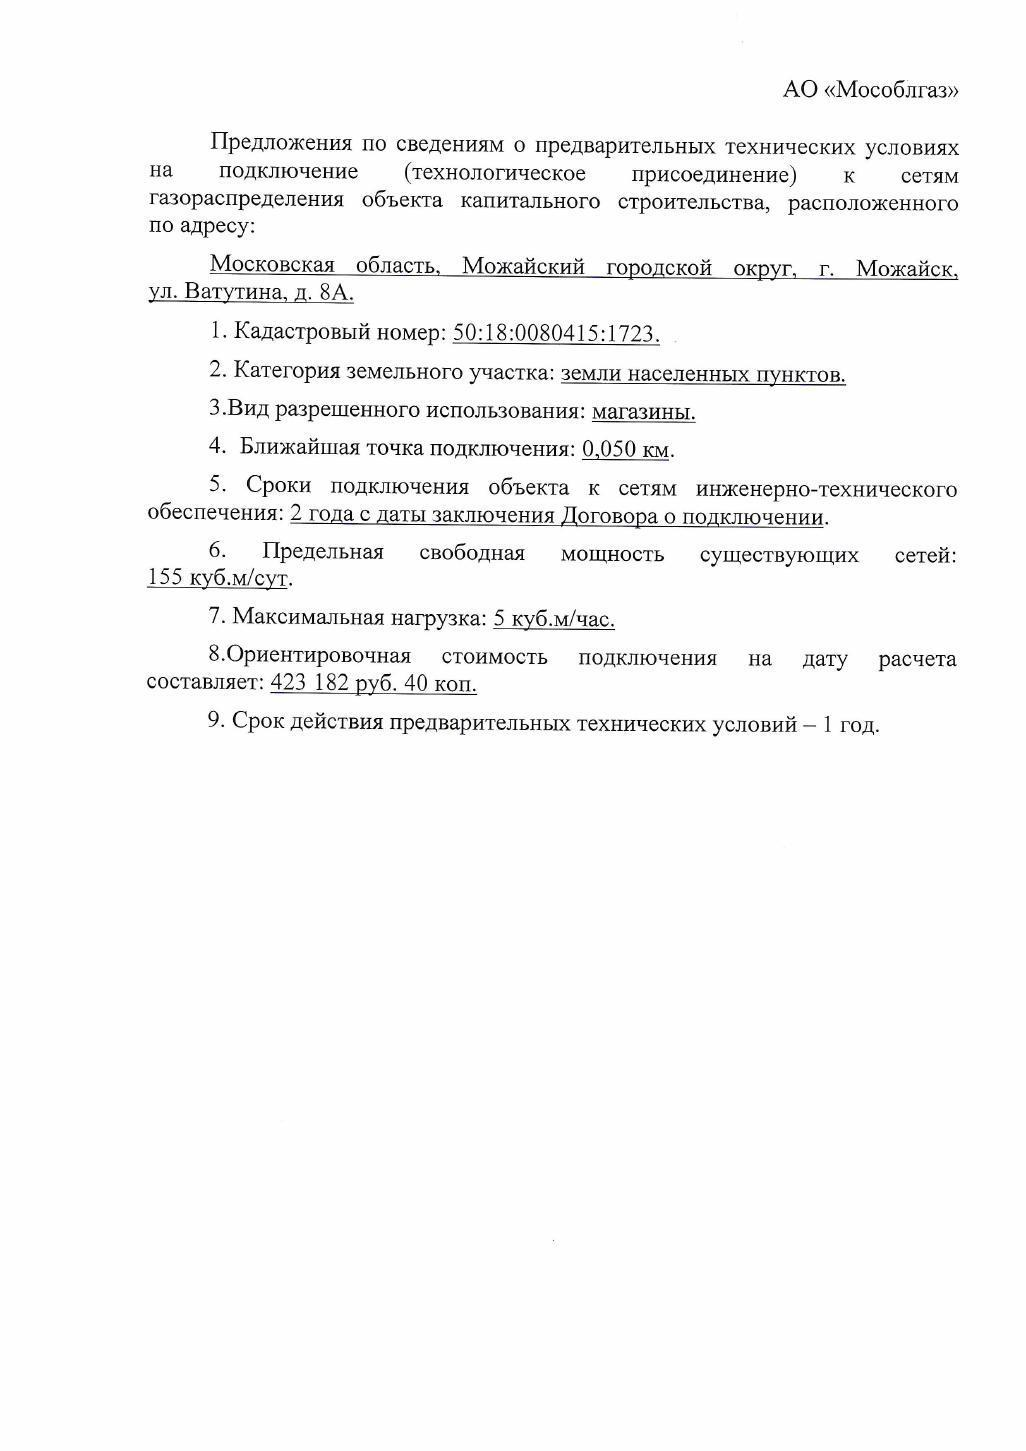 АО «Мособлгаз»
Предложения по сведениям о предварительных технических условиях
на подключение (технологическое присоединение) к сетям
газораспределения объекта капитального строительства, расположенного
по адресу:
Московская область, Можайский городской округ, г. Можайск,
ул. Ватутина, д. 8А.
1. Кадастровый номер: 50:18:0080415:1723.
2. Категория земельного участка: земли населенных пунктов.
3.Вид разрешенного использования: магазины.
4. Ближайшая точка подключения: 0,050 км.
5. Сроки подключения объекта к сетям инженерно-технического
обеспечения: 2 года с даты заключения Договора о подключении.
6. Предельная свободная мощность существующих сетей:
155 куб.м/сут.
7. Максимальная нагрузка: 5 куб.м/час.
8.Ориентировочная стоимость подключения на дату расчета
составляет: 423 182 руб. 40 коп.
9. Срок действия предварительных технических условий – 1 год.